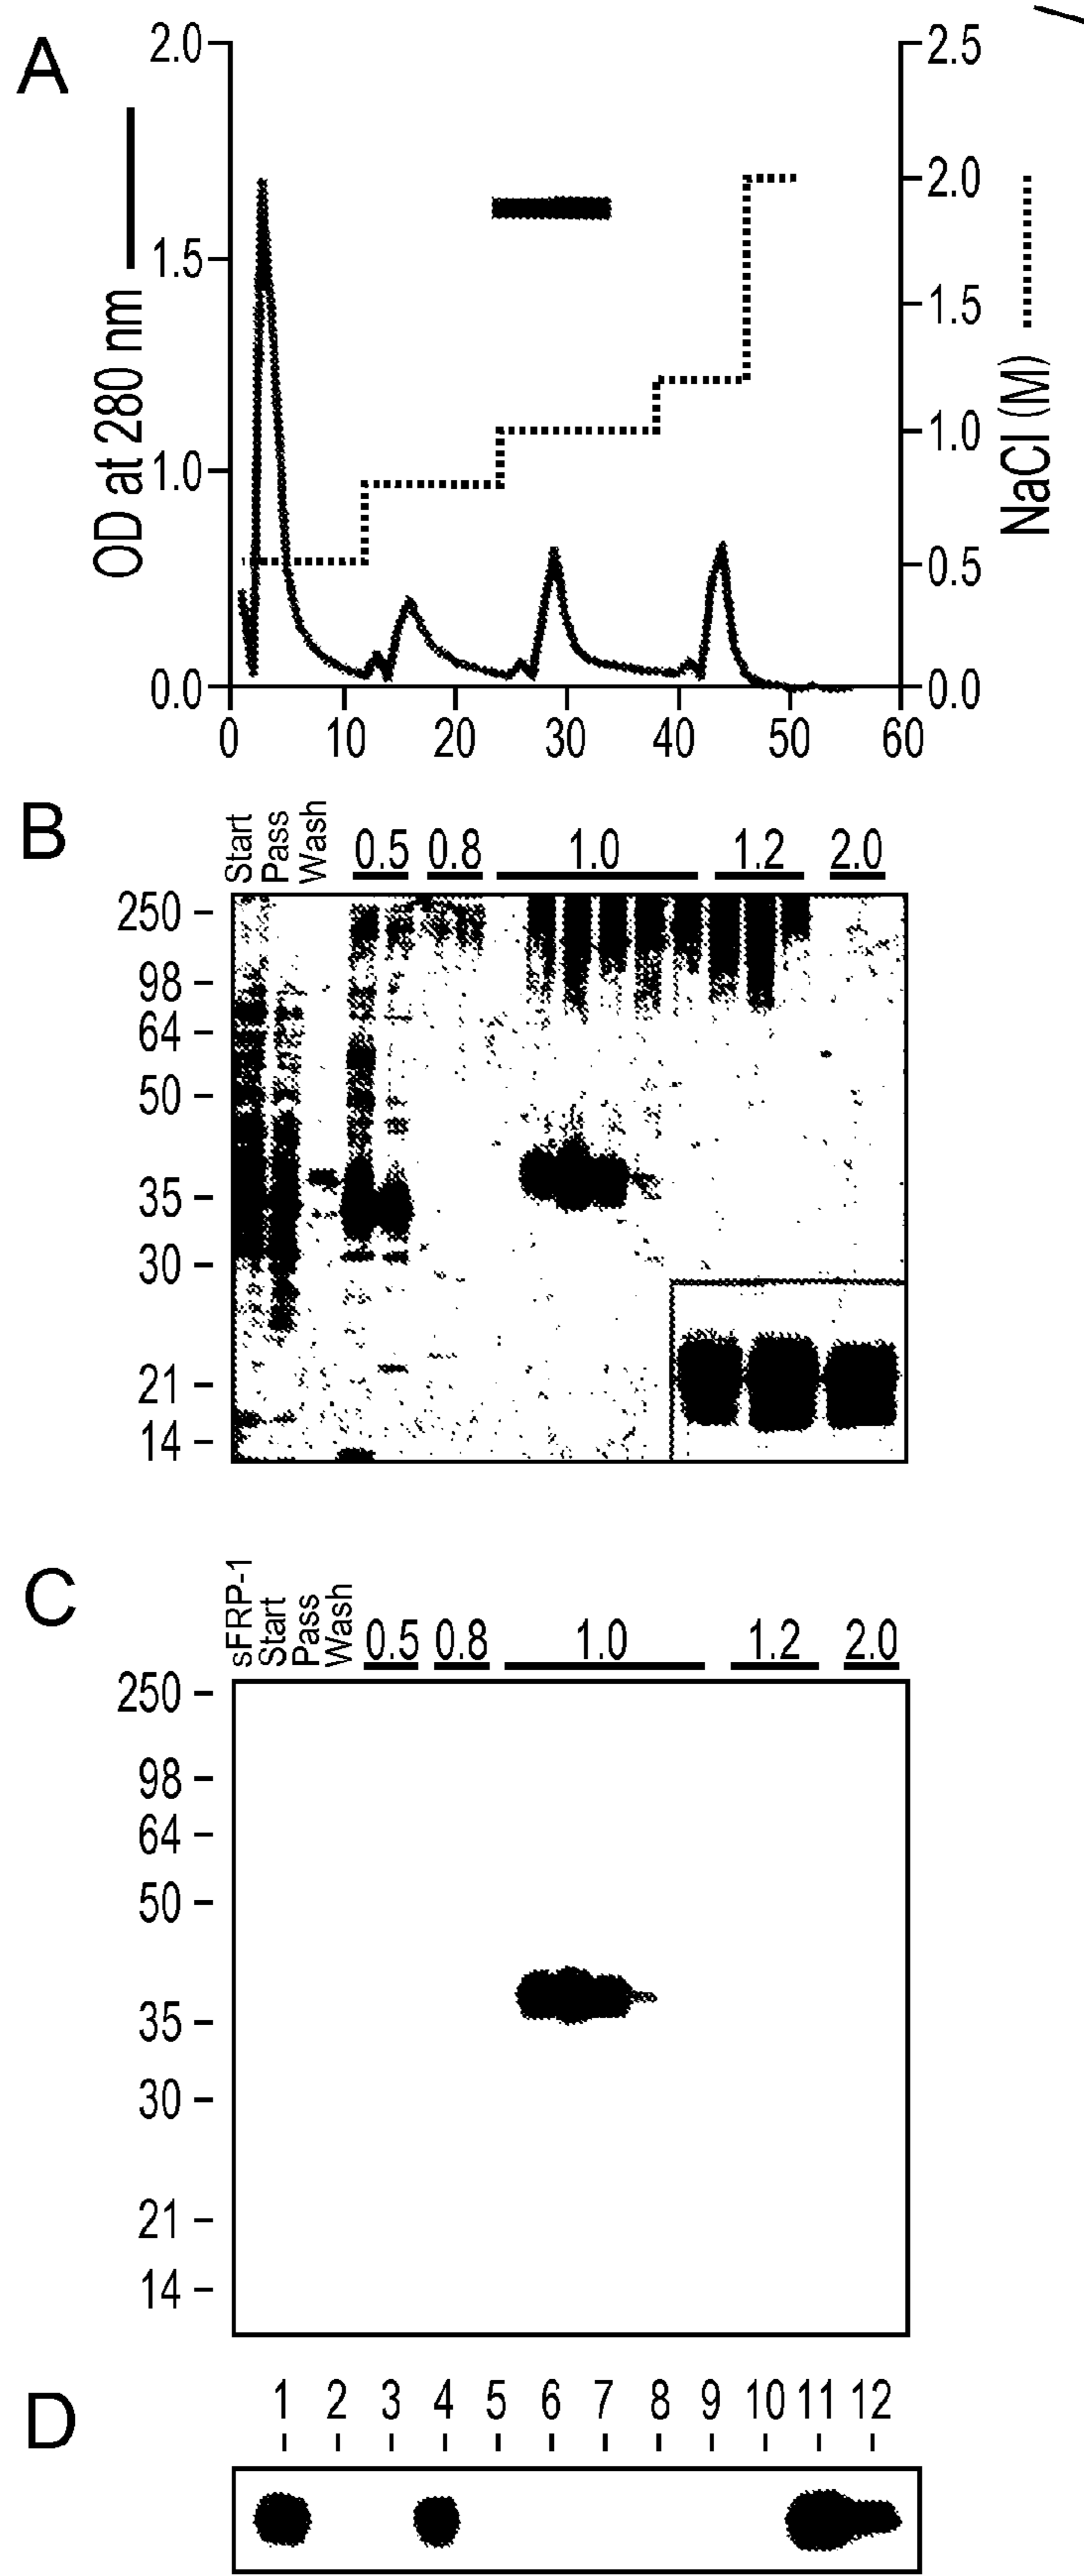 A
2.0
1.5
1.0
0.0
OD at 280 nm
2.5
2.0
1.5
1.0
0.5
0.0
NaCl (M)
0 10 20 30 40 50 60
B
Start
Pass
Wash
0.5 0.8 1.0 1.2 2.0
250
98
64
50
35
30
21
14
C
sFRP-1
Start
Pass
Wash
0.5 0.8 1.0 1.2 2.0
250
98
64
50
35
30
21
14
D
1 2 3 4 5 6 7 8 9 10 11 12